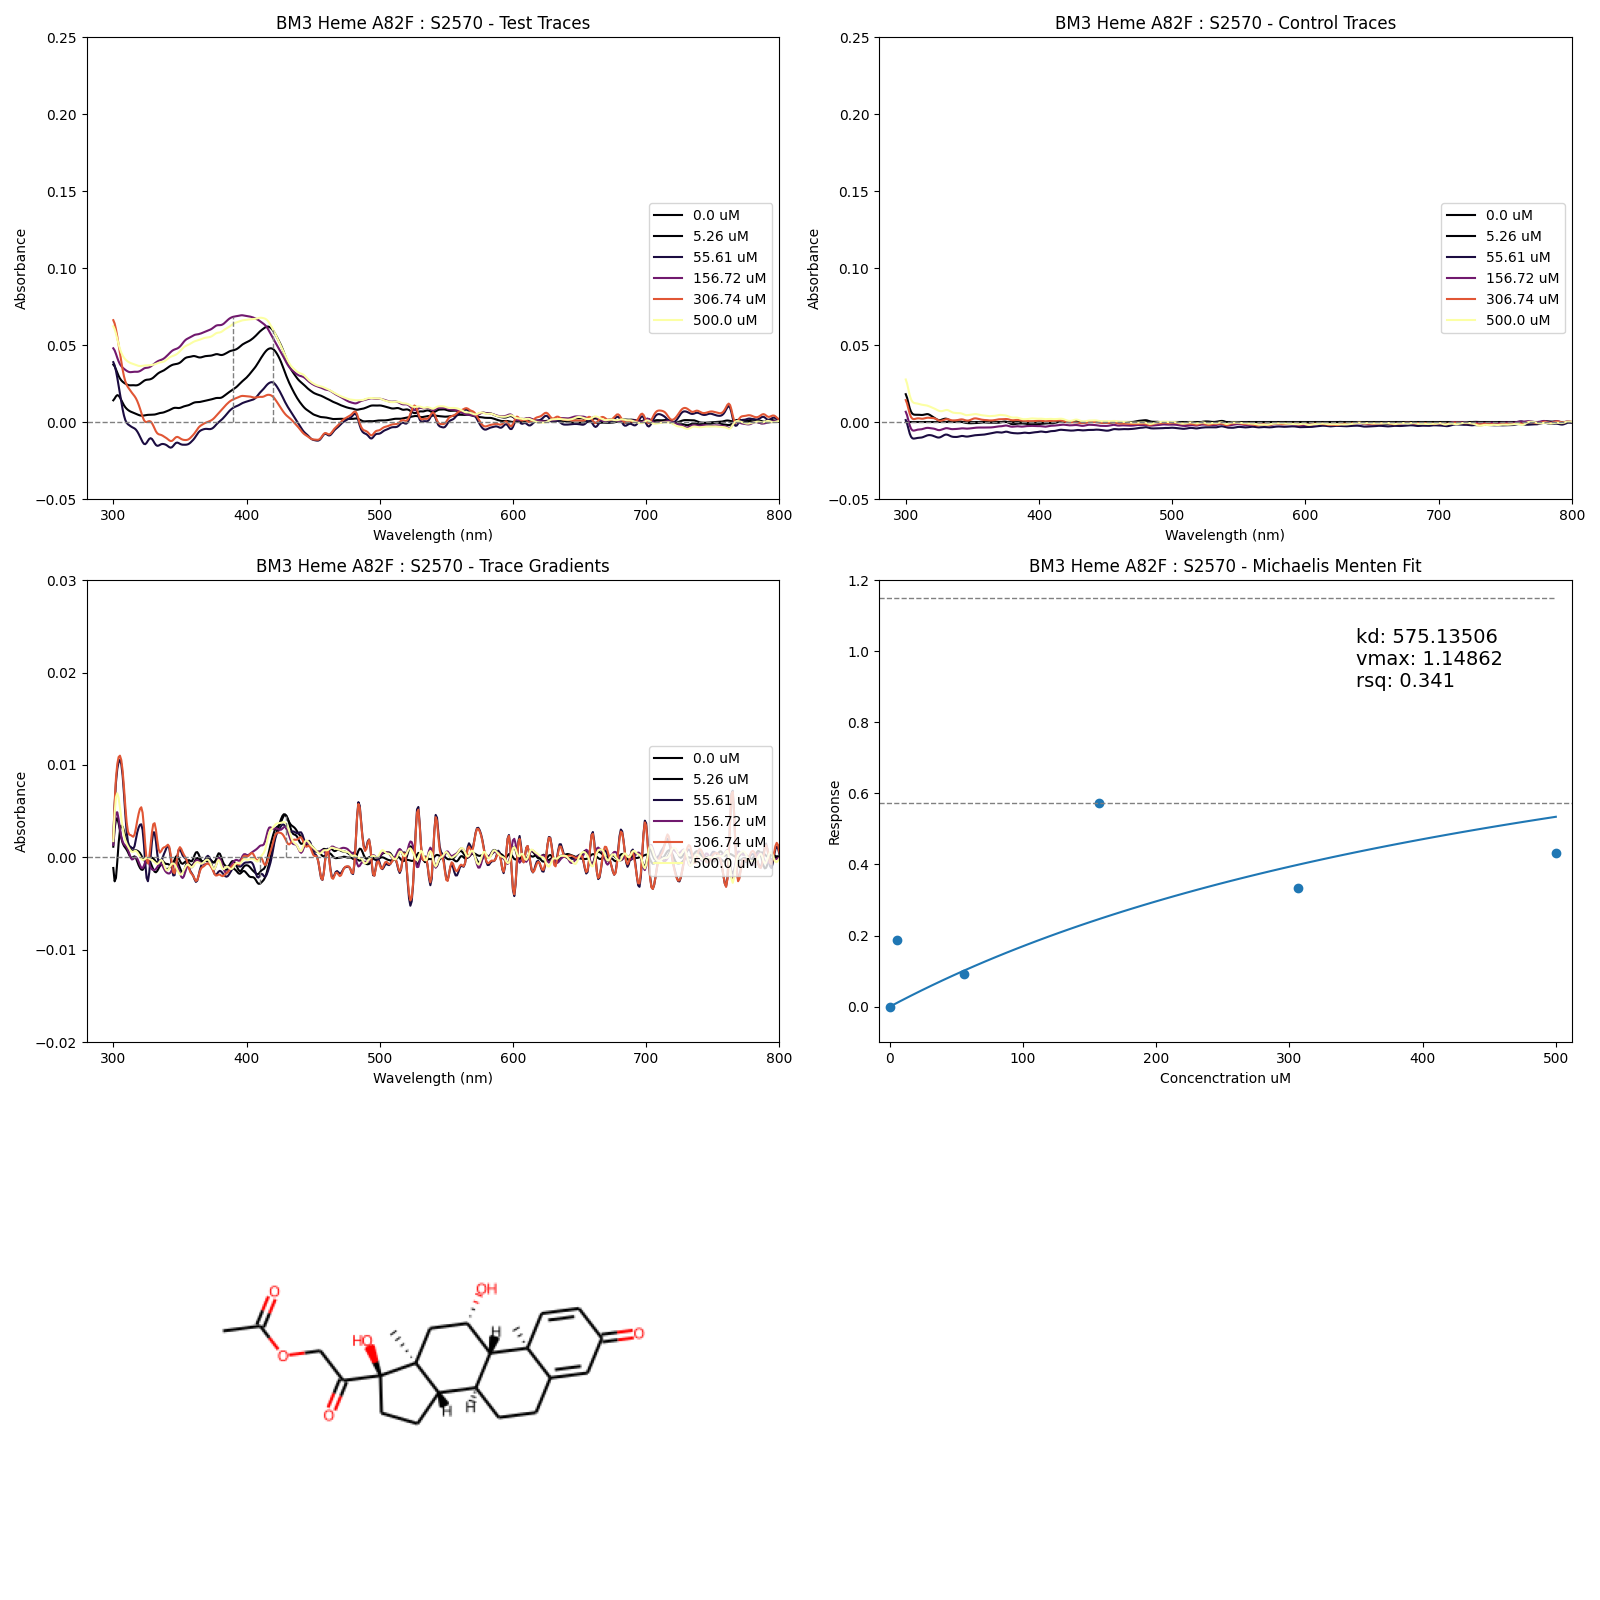 BM3 Heme A82F : S2570 - Test Traces
0.25
0.20
0.15
0.10
0.05
0.00
−0.05
Absorbance
0.0 uM
5.26 uM
55.61 uM
156.72 uM
306.74 uM
500.0 uM
300 400 500 600 700 800
Wavelength (nm)
BM3 Heme A82F : S2570 - Control Traces
0.25
0.20
0.15
0.10
0.05
0.00
−0.05
Absorbance
0.0 uM
5.26 uM
55.61 uM
156.72 uM
306.74 uM
500.0 uM
300 400 500 600 700 800
Wavelength (nm)
BM3 Heme A82F : S2570 - Trace Gradients
0.03
0.02
0.01
0.00
−0.01
−0.02
Absorbance
0.0 uM
5.26 uM
55.61 uM
156.72 uM
306.74 uM
500.0 uM
300 400 500 600 700 800
Wavelength (nm)
BM3 Heme A82F : S2570 - Michaelis Menten Fit
1.2
1.0
0.8
0.6
0.4
0.2
0.0
Response
kd: 575.13506
vmax: 1.14862
rsq: 0.341
0 100 200 300 400 500
Concenctration uM
O
OH
O
HO
H
O
O
H
H